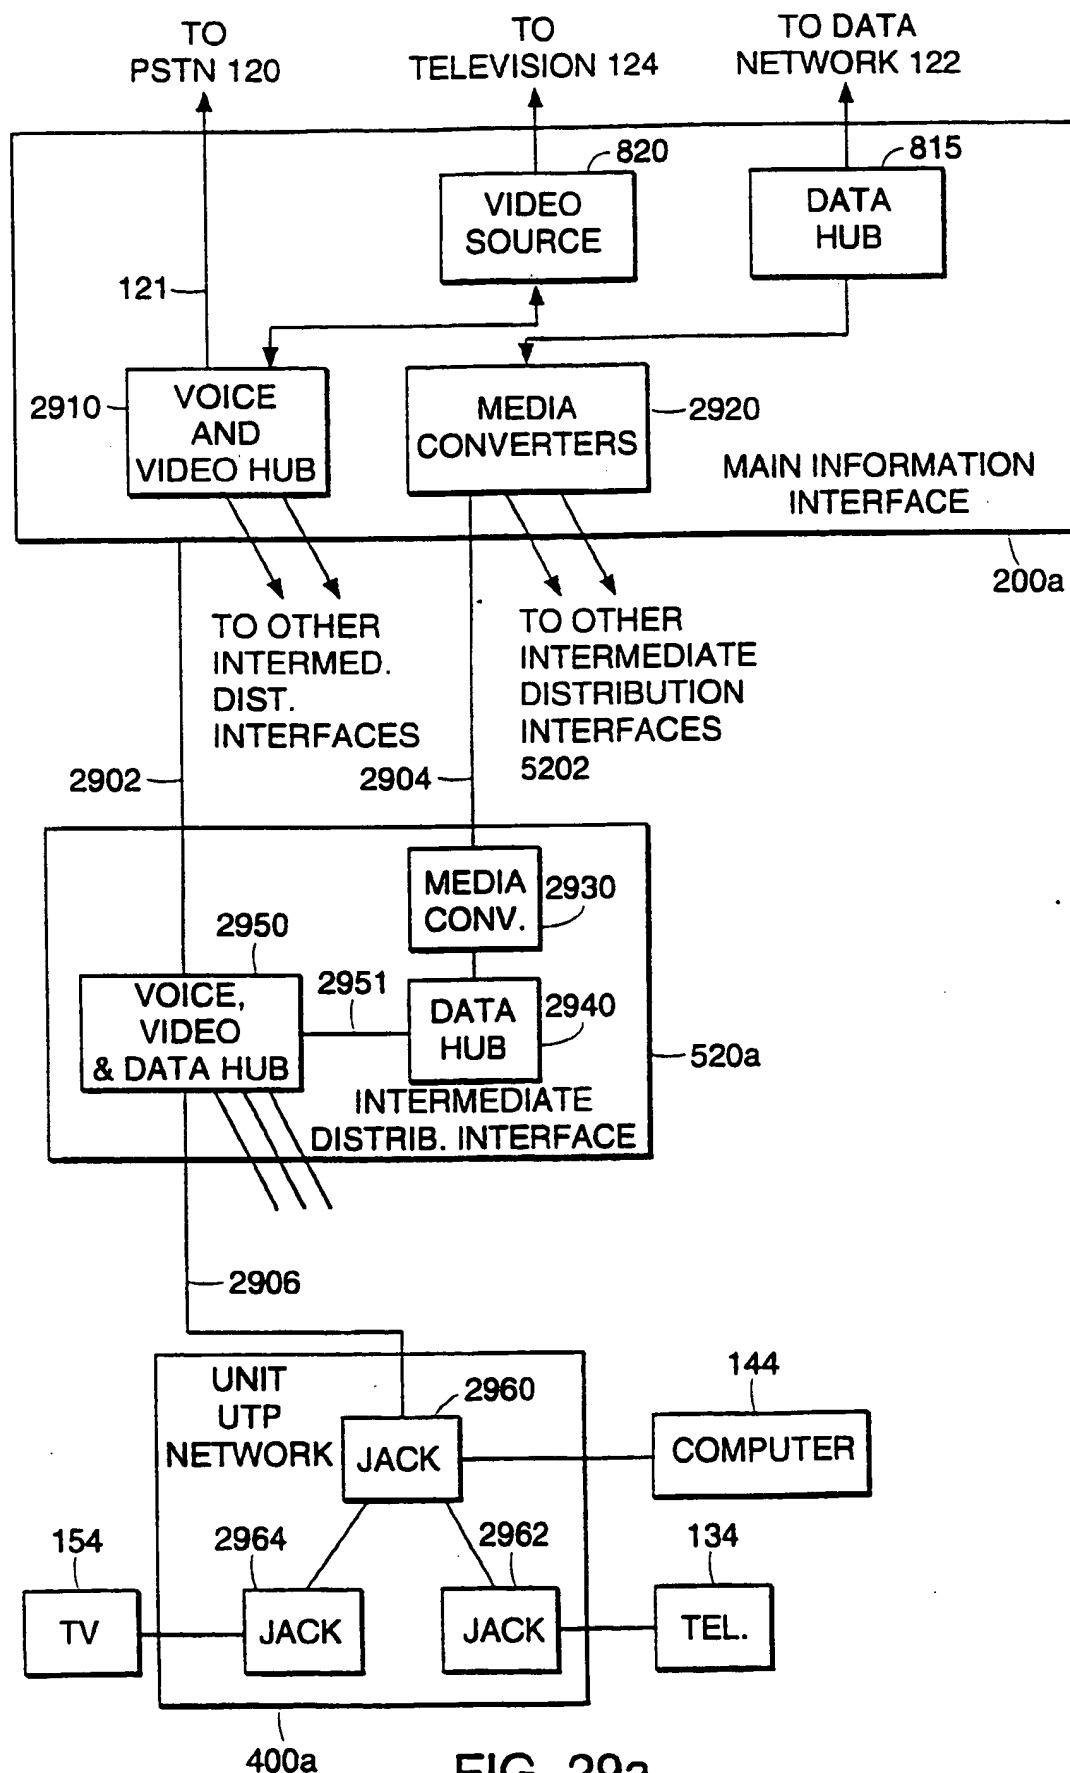 TO
PSTN 120
TO
TELEVISION 124
TO DATA
NETWORK 122
820
815
VIDEO
SOURCE
DATA
HUB
121
2910
VOICE
AND
VIDEO HUB
MEDIA
CONVERTERS
2920
MAIN INFORMATION
INTERFACE
200a
TO OTHER
INTERMED.
DIST.
INTERFACES
TO OTHER
INTERMEDIATE
DISTRIBUTION
INTERFACES
5202
2902
2904
MEDIA
CONV.
2930
2950
2951
VOICE,
VIDEO
& DATA HUB
DATA
HUB
2940
520a
INTERMEDIATE
DISTRIB. INTERFACE
2906
UNIT
UTP
NETWORK
2960
JACK
144
COMPUTER
154
2964
2962
134
TV
JACK
JACK
TEL.
400a
FIG. 29a